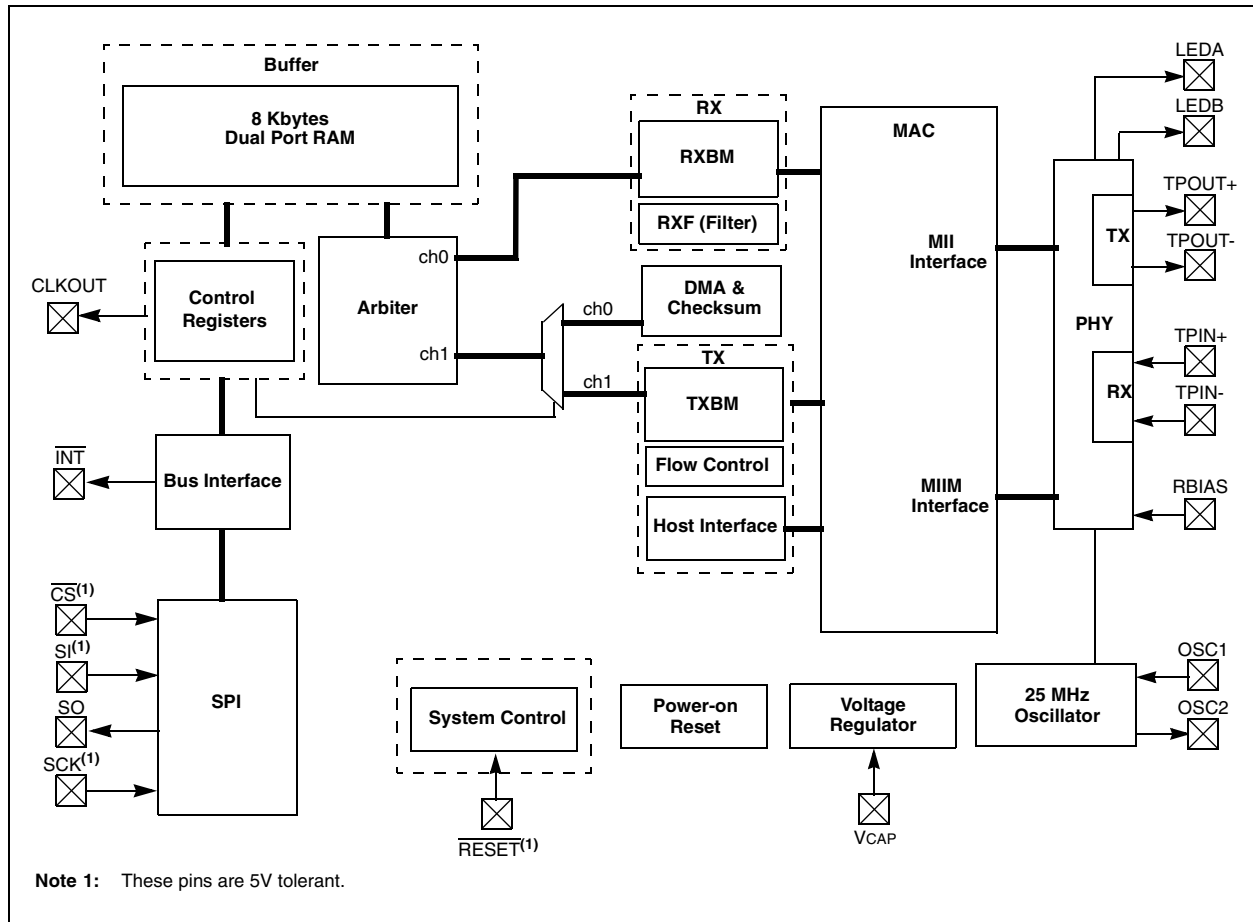 Buffer
8 Kbytes
Dual Port RAM
RX
RXBM
RXF (Filter)
MAC
LEDA
LEDB
TPOUT+
TX
TPOUT-
MII
Interface
PHY
CLKOUT
Control
Registers
ch0
Arbiter
ch1
ch0
DMA &
Checksum
ch1
TX
TXBM
Flow Control
Host Interface
MIIM
Interface
TPIN+
RX
TPIN-
RBIAS
INT
Bus Interface
CS(1)
SI(1)
SO
SCK(1)
SPI
System Control
RESET(1)
Power-on
Reset
Voltage
Regulator
VCAP
25 MHz
Oscillator
OSC1
OSC2
Note 1: These pins are 5V tolerant.